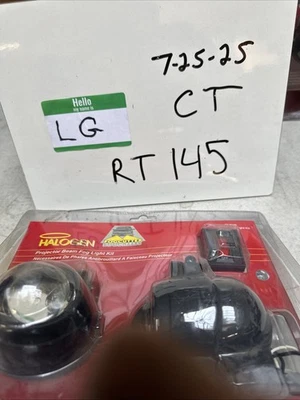 7-25-25
Hello
my name is
LG
CT
RT 145
HALOGEN
Projector Beam Fog Light Kit